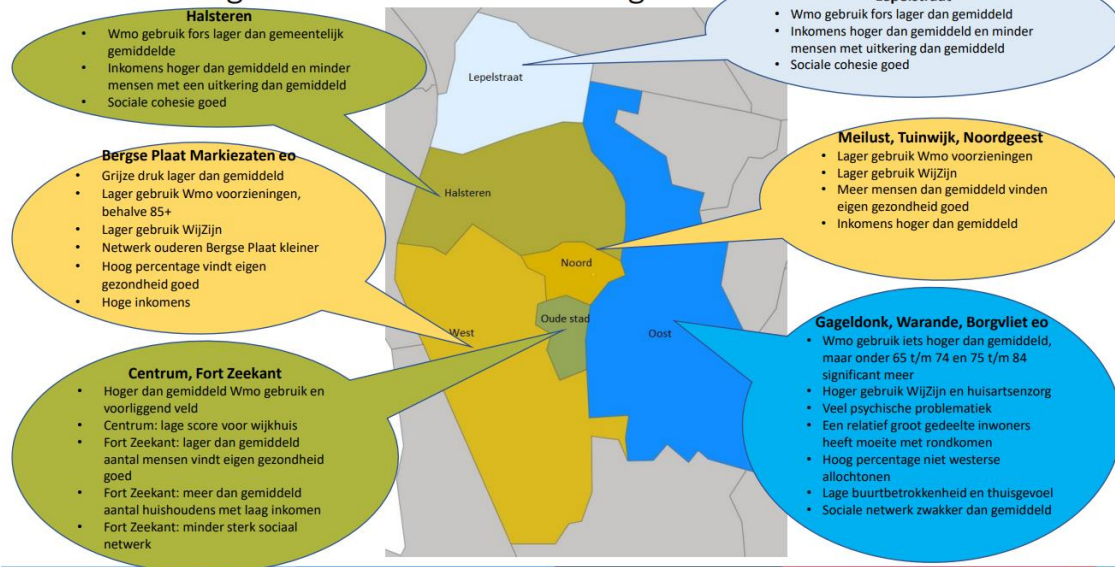 Halsteren
• Wmo gebruik fors lager dan gemeentelijk
gemiddelde
• Inkomens hoger dan gemiddeld en minder
mensen met een uitkering dan gemiddeld
• Sociale cohesie goed
• Wmo gebruik fors lager dan gemiddeld
• Inkomens hoger dan gemiddeld en minder
mensen met uitkering dan gemiddeld
• Sociale cohesie goed
Bergse Plaat Markiezaten eo
• Grijze druk lager dan gemiddeld
• Lager gebruik Wmo voorzieningen,
behalve 85+
• Lager gebruik WijZijn
• Netwerk ouderen Bergse Plaat kleiner
• Hoog percentage vindt eigen
gezondheid goed
• Hoge inkomens
Meilust, Tuinwijk, Noordgeest
• Lager gebruik Wmo voorzieningen
• Lager gebruik WijZijn
• Meer mensen dan gemiddeld vinden
eigen gezondheid goed
• Inkomens hoger dan gemiddeld
Centrum, Fort Zeekant
• Hoger dan gemiddeld Wmo gebruik en
voorliggend veld
• Centrum: lage score voor wijkhuis
• Fort Zeekant: lager dan gemiddeld
aantal mensen vindt eigen gezondheid
goed
• Fort Zeekant: meer dan gemiddeld
aantal huishoudens met laag inkomen
• Fort Zeekant: minder sterk sociaal
netwerk
Gageldonk, Warande, Borgvliet eo
• Wmo gebruik iets hoger dan gemiddeld,
maar onder 65 t/m 74 en 75 t/m 84
significant meer
• Hoger gebruik WijZijn en huisartsenzorg
• Veel psychische problematiek
• Een relatief groot gedeelte inwoners
heeft moeite met rondkomen
• Hoog percentage niet westerse
allochtonen
• Lage buurtbetrokkenheid en thuisgevoel
• Sociale netwerk zwakker dan gemiddeld
Lepelstraat
Halsteren
Noord
Oude stad
West
Oost